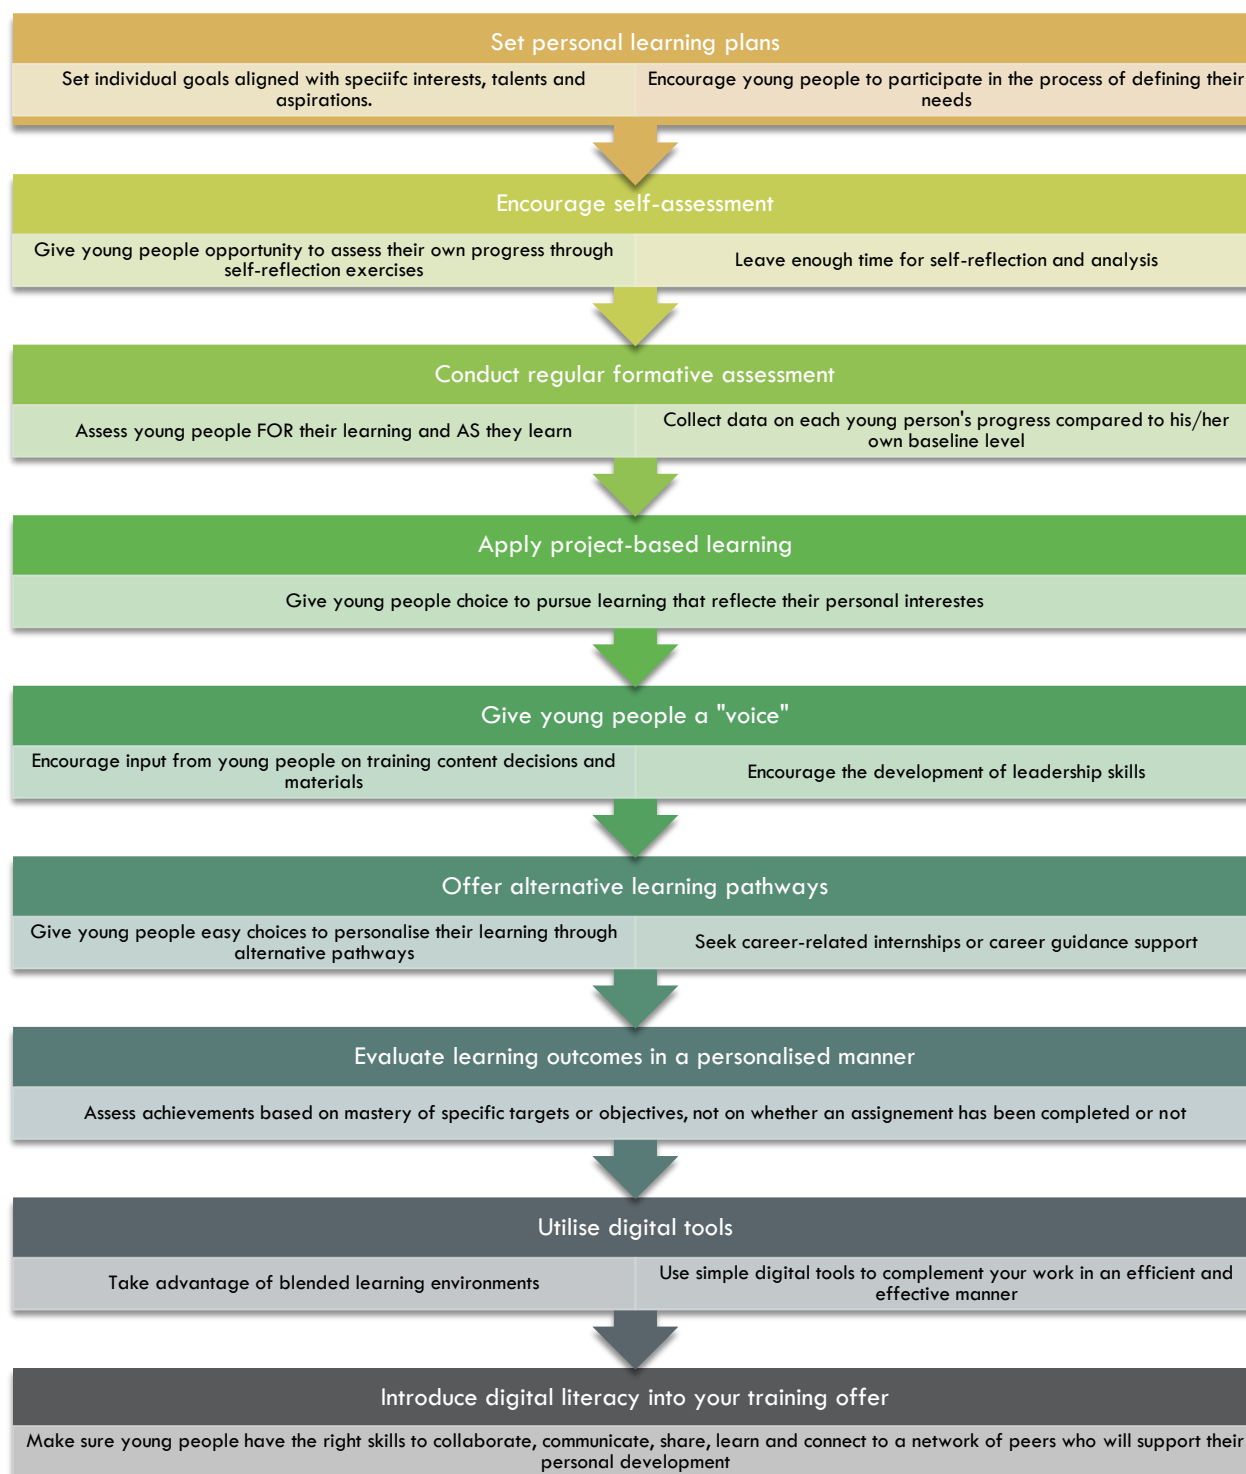 Set personal learning plans
Set individual goals aligned with speciifc interests, talents and
aspirations.
Encourage young people to participate in the process of defining their
needs
Encourage self-assessment
Give young people opportunity to assess their own progress through
self-reflection exercises
Leave enough time for self-reflection and analysis
Conduct regular formative assessment
Assess young people FOR their learning and AS they learn
Collect data on each young person's progress compared to his/her
own baseline level
Apply project-based learning
Give young people choice to pursue learning that reflecte their personal interestes
Give young people a "voice"
Encourage input from young people on training content decisions and
materials
Encourage the development of leadership skills
Offer alternative learning pathways
Give young people easy choices to personalise their learning through
alternative pathways
Seek career-related internships or career guidance support
Evaluate learning outcomes in a personalised manner
Assess achievements based on mastery of specific targets or objectives, not on whether an assignement has been completed or not
Utilise digital tools
Take advantage of blended learning environments
Use simple digital tools to complement your work in an efficient and
effective manner
Introduce digital literacy into your training offer
Make sure young people have the right skills to collaborate, communicate, share, learn and connect to a network of peers who will support their
personal development